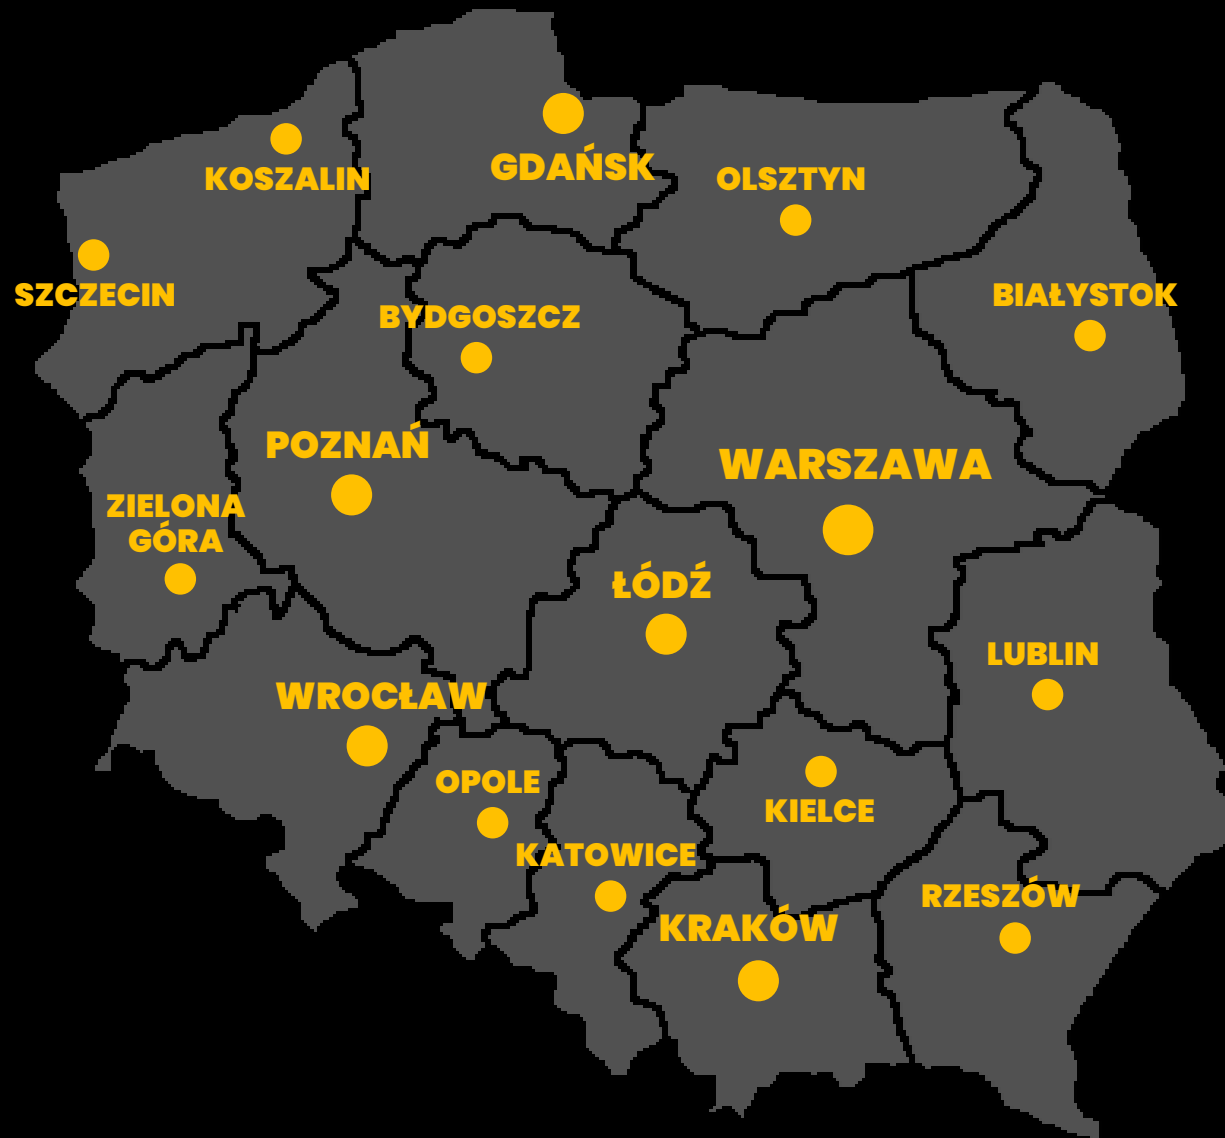 GDAŃSK
KOSZALIN
OLSZTYN
SZCZECIN
BIAŁYSTOK
BYDGOSZCZ
POZNAŃ
WARSZAWA
ZIELONA
GÓRA
ŁÓDŹ
LUBLIN
WROCŁAW
OPOLE
KIELCE
KATOWICE
RZESZÓW
KRAKÓW